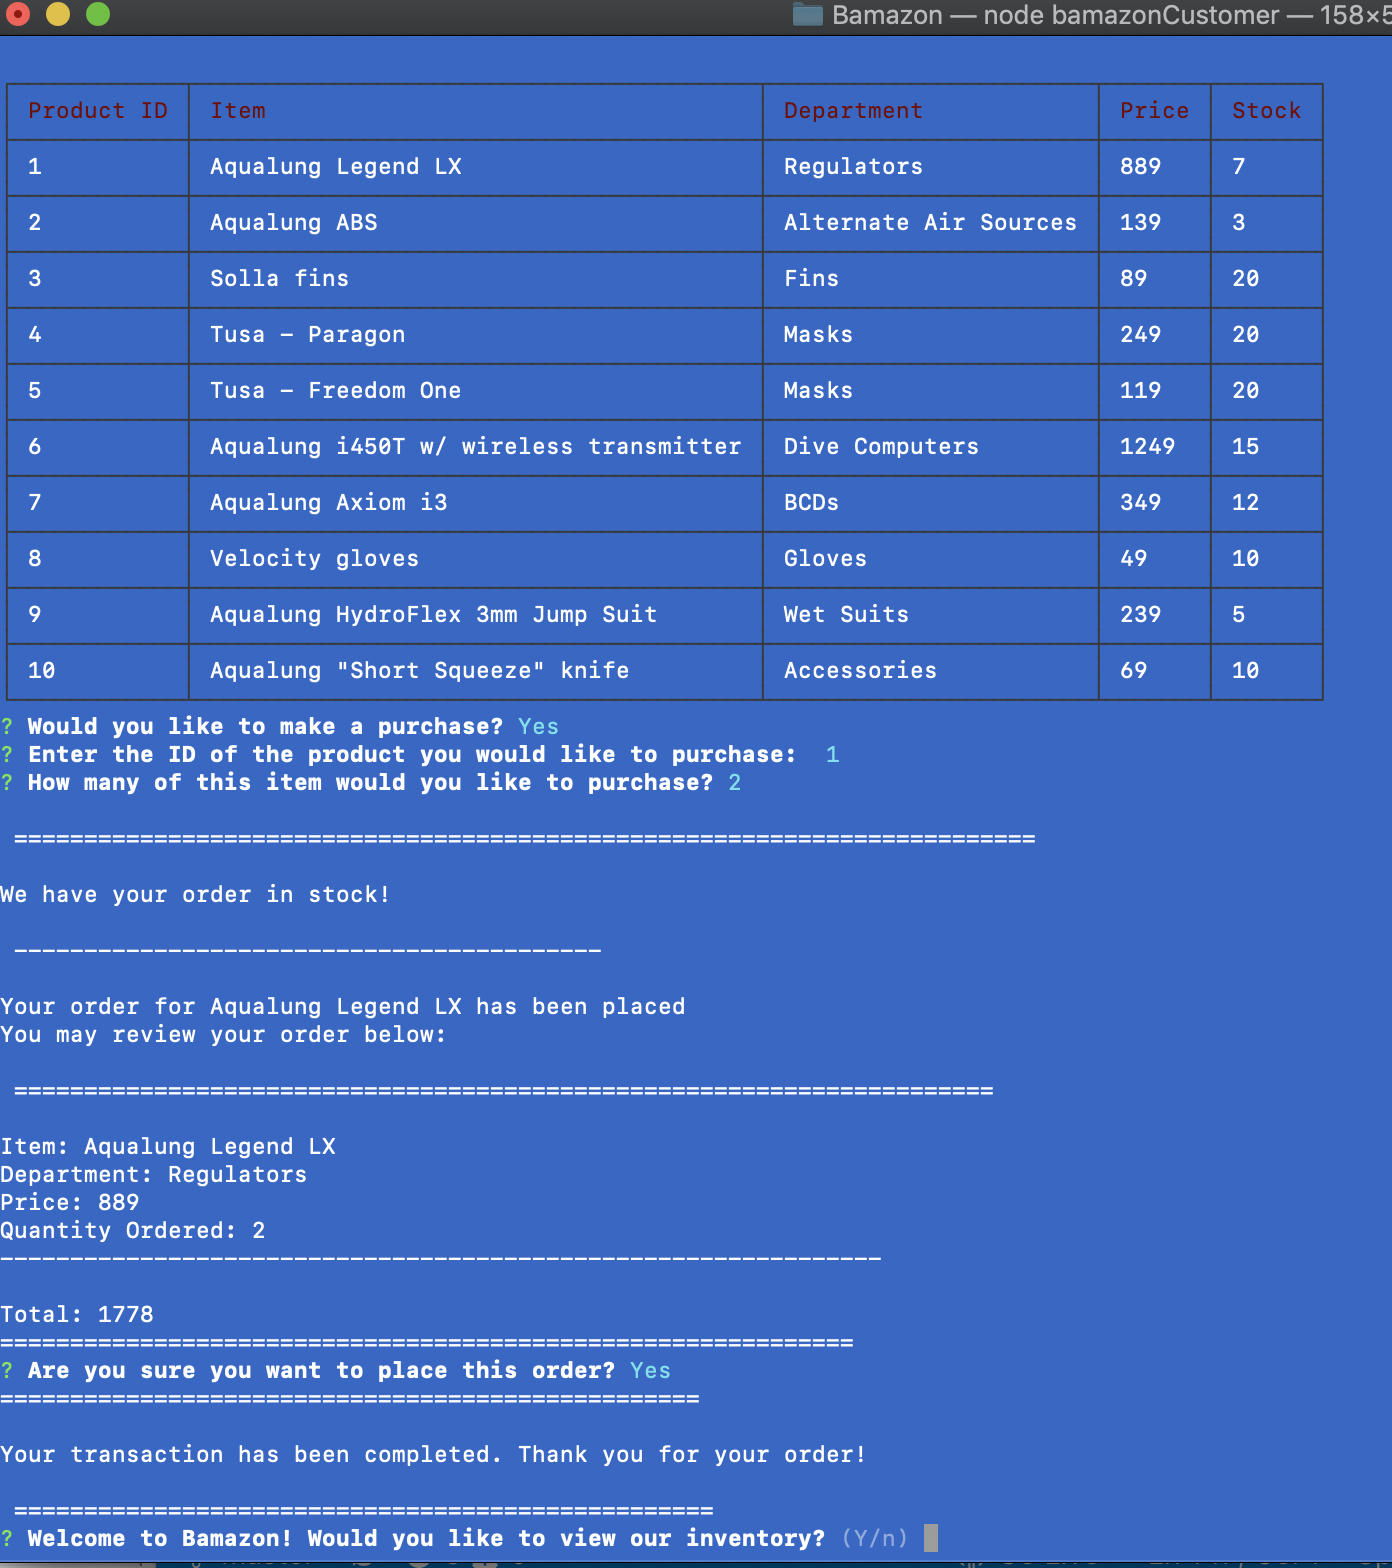 Bamazon — node bamazonCustomer — 158×5
Product ID Item Department Price Stock
1 Aqualung Legend LX Regulators 889 7
2 Aqualung ABS Alternate Air Sources 139 3
3 Solla fins Fins 89 20
4 Tusa – Paragon Masks 249 20
5 Tusa – Freedom One Masks 119 20
6 Aqualung i450T w/ wireless transmitter Dive Computers 1249 15
7 Aqualung Axiom i3 BCDs 349 12
8 Velocity gloves Gloves 49 10
9 Aqualung HydroFlex 3mm Jump Suit Wet Suits 239 5
10 Aqualung "Short Squeeze" knife Accessories 69 10
? Would you like to make a purchase? Yes
? Enter the ID of the product you would like to purchase:  1
? How many of this item would you like to purchase? 2
=========================================================================
We have your order in stock!
------------------------------------------
Your order for Aqualung Legend LX has been placed
You may review your order below:
======================================================================
Item: Aqualung Legend LX
Department: Regulators
Price: 889
Quantity Ordered: 2
---------------------------------------------------------------
Total: 1778
=============================================================
? Are you sure you want to place this order? Yes
==================================================
Your transaction has been completed. Thank you for your order!
==================================================
? Welcome to Bamazon! Would you like to view our inventory? (Y/n)